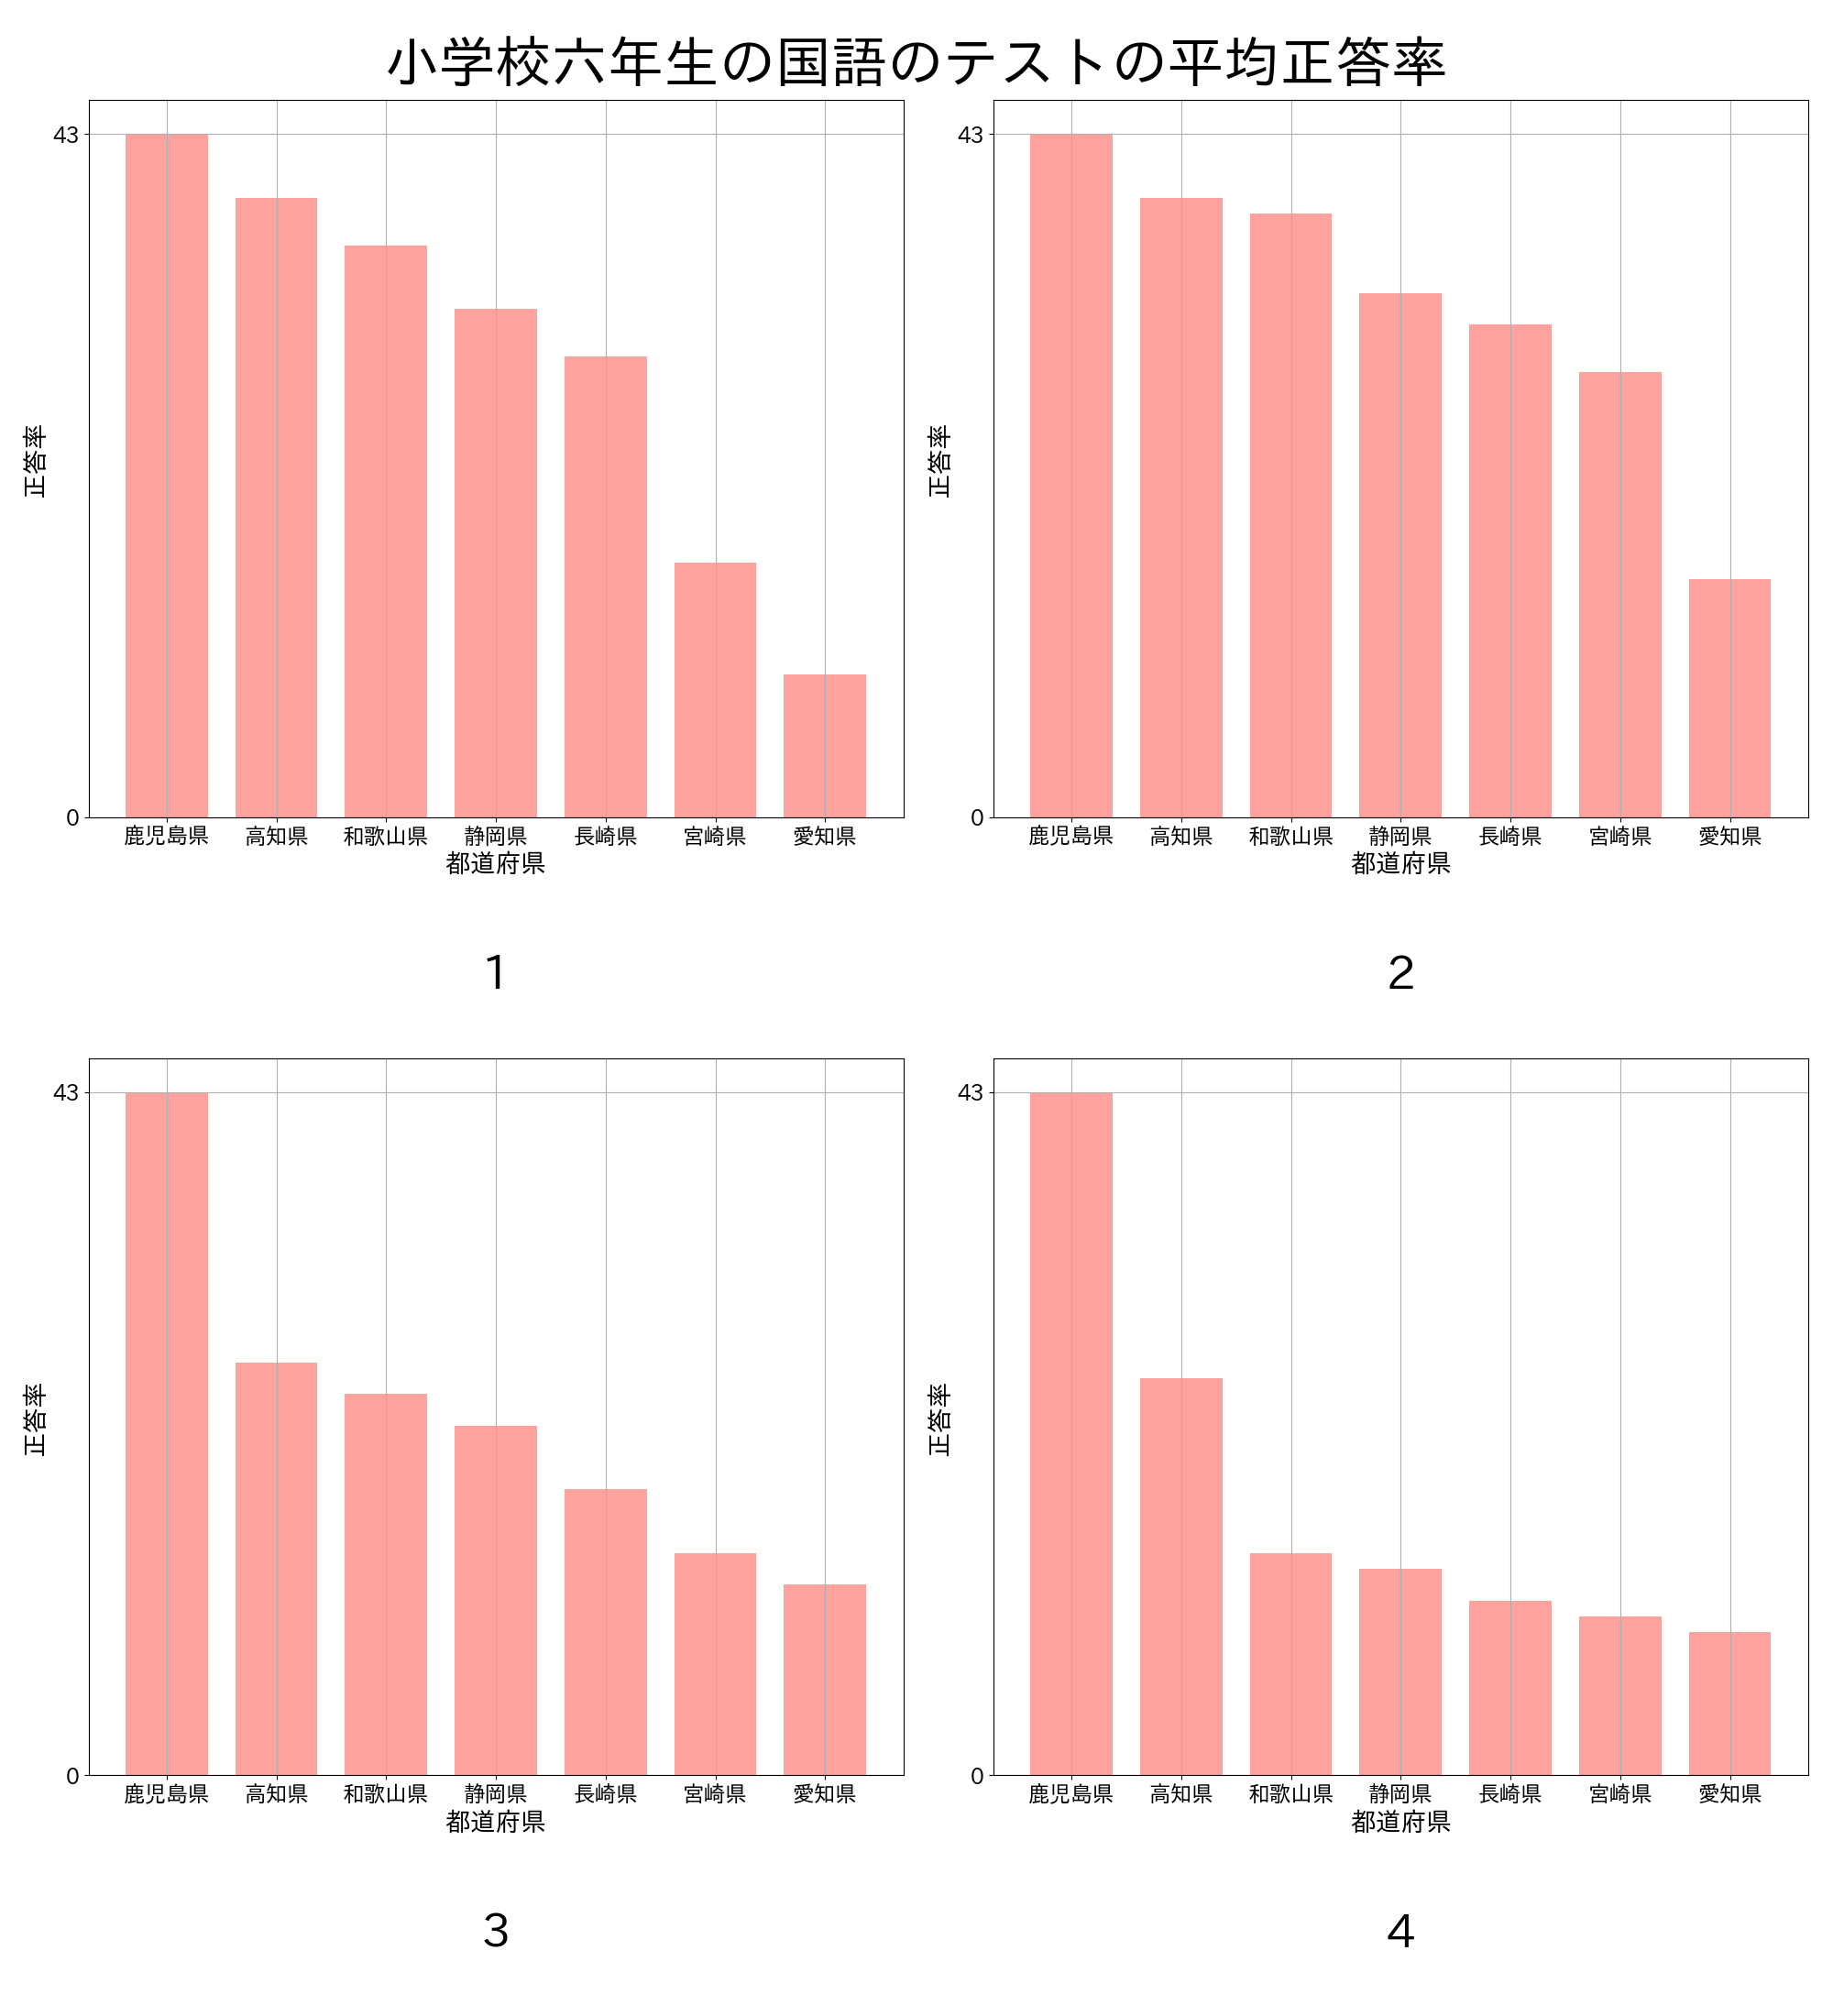 小学校六年生の国語のテストの平均正答率
43
0
正答率
鹿児島県 高知県 和歌山県 静岡県 長崎県 宮崎県 愛知県
都道府県
1
43
0
正答率
鹿児島県 高知県 和歌山県 静岡県 長崎県 宮崎県 愛知県
都道府県
2
43
0
正答率
鹿児島県 高知県 和歌山県 静岡県 長崎県 宮崎県 愛知県
都道府県
3
43
0
正答率
鹿児島県 高知県 和歌山県 静岡県 長崎県 宮崎県 愛知県
都道府県
4